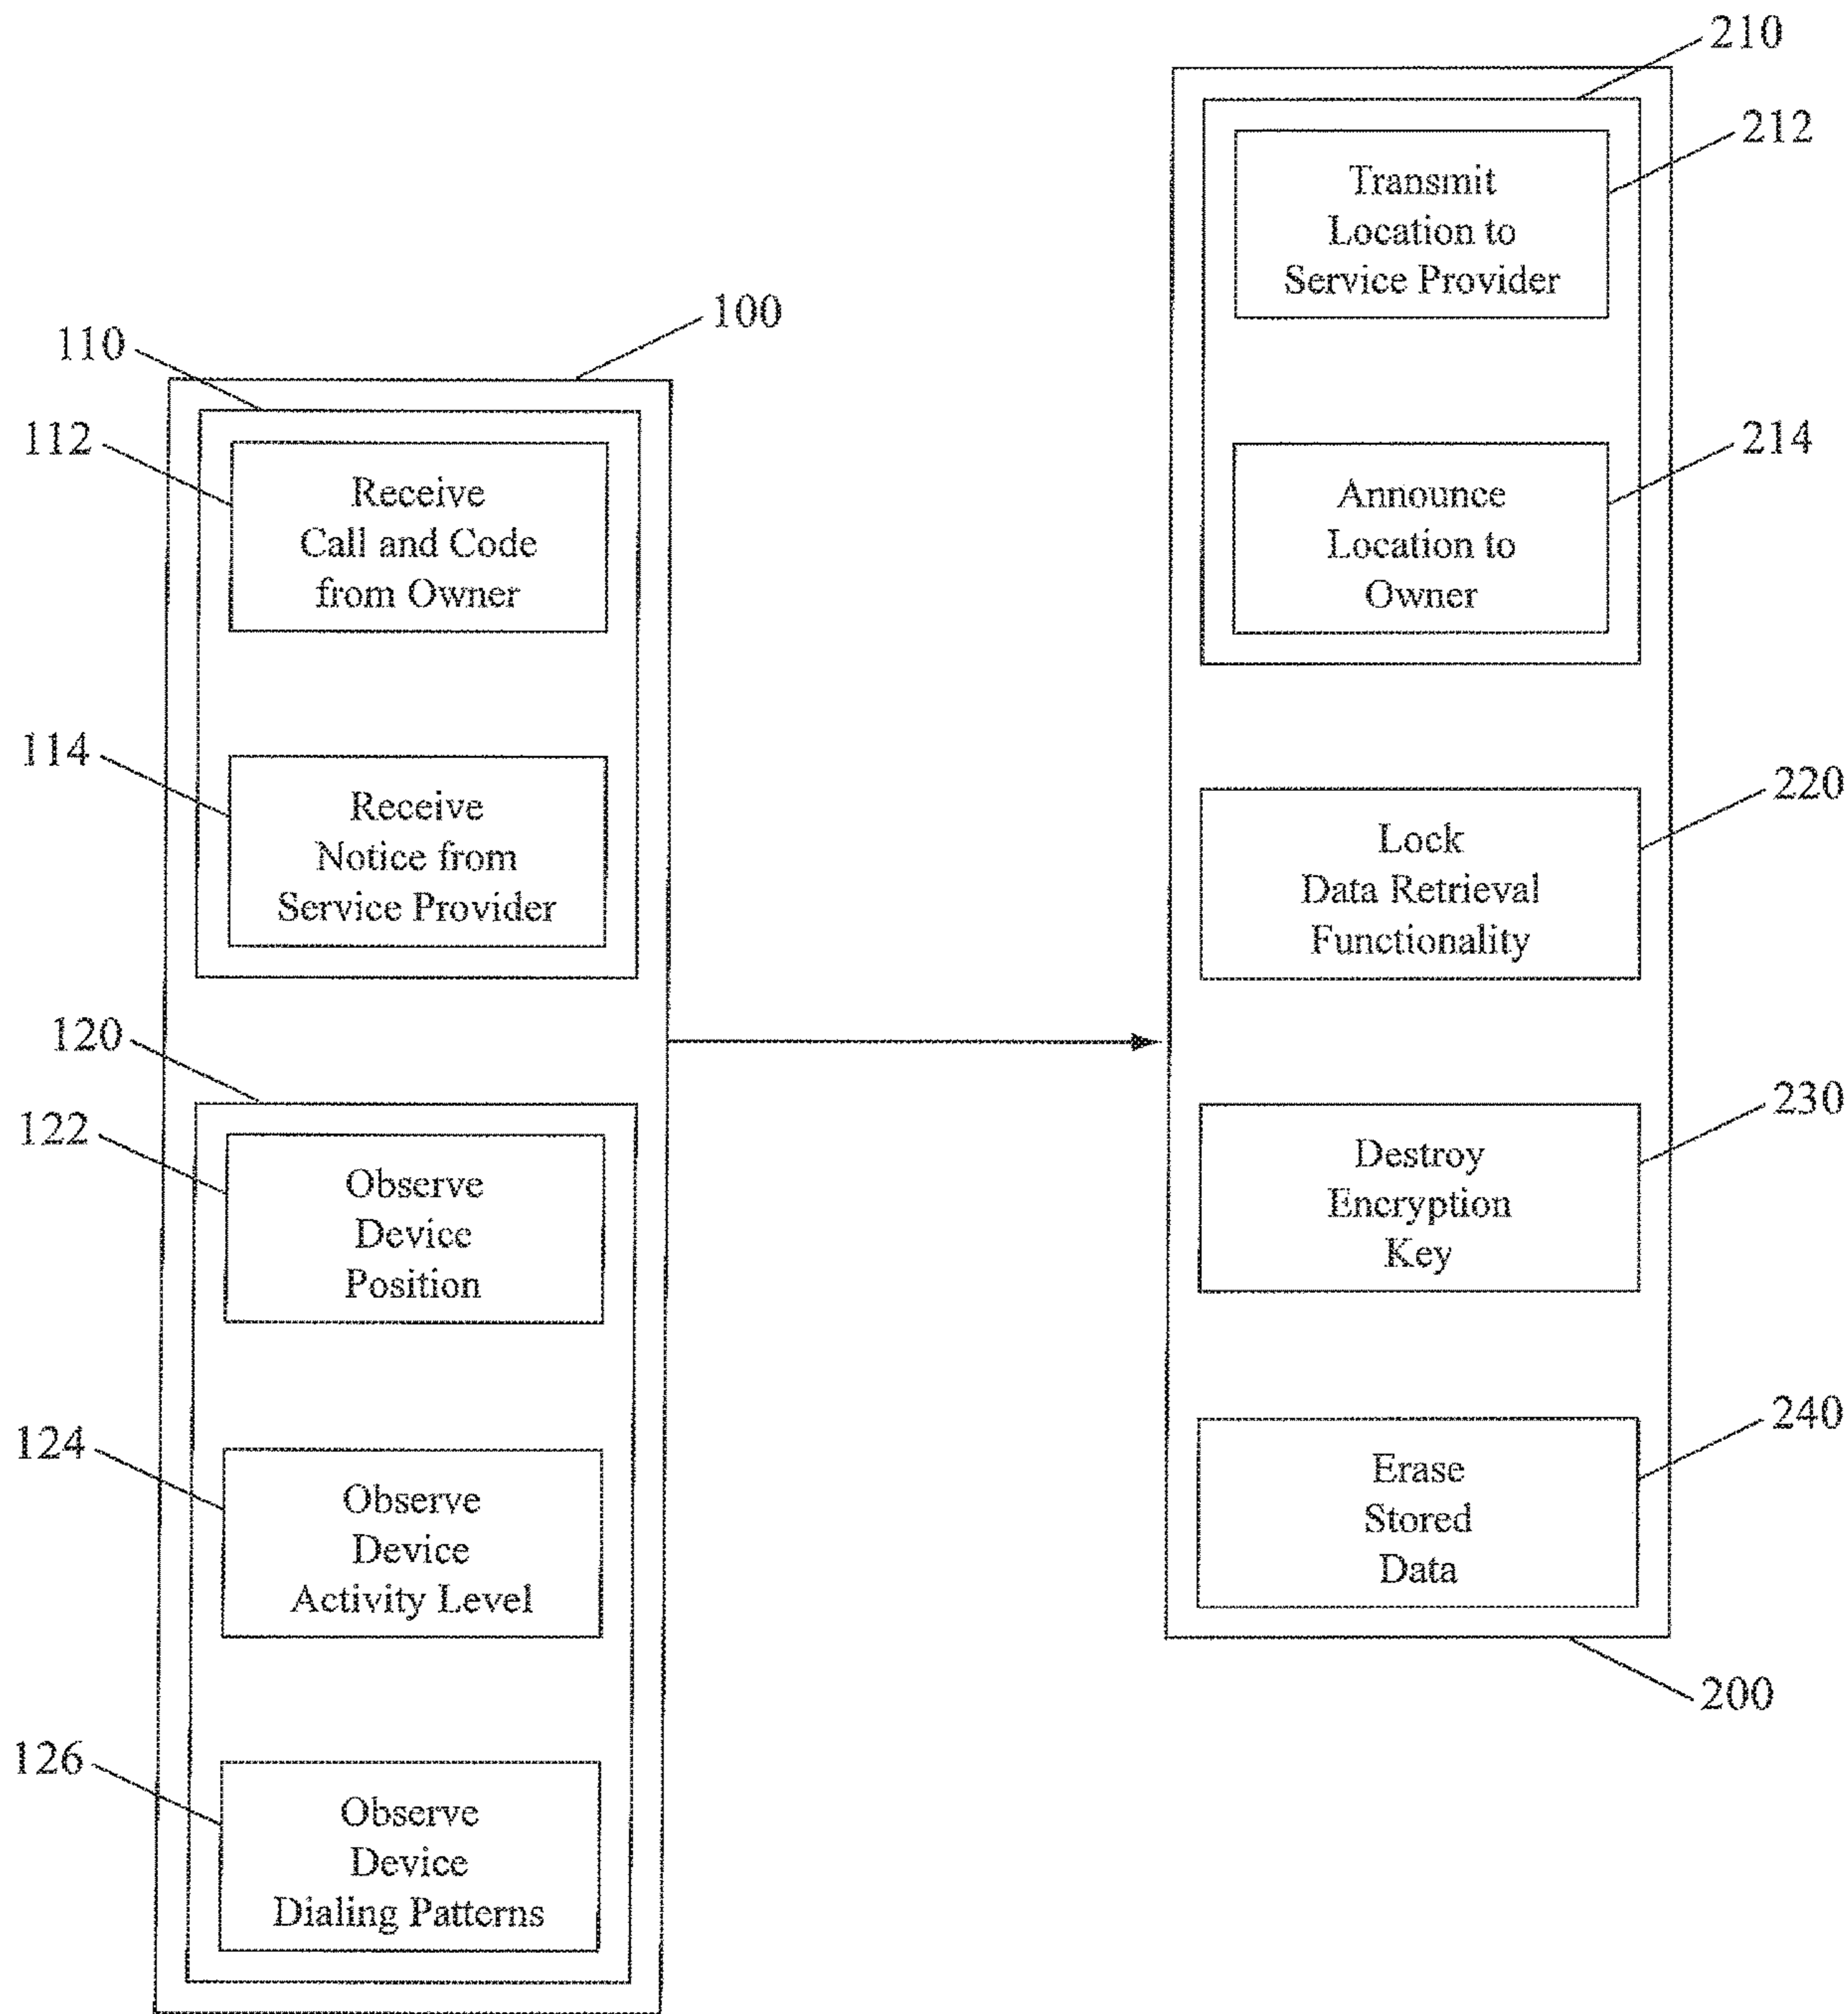 100
110
112
Receive
Call and Code
from Owner
114
Receive
Notice from
Service Provider
120
122
Observe
Device
Position
124
Observe
Device
Activity Level
126
Observe
Device
Dialing Patterns
210
212
Transmit
Location to
Service Provider
214
Announce
Location to
Owner
220
Lock
Data Retrieval
Functionality
230
Destroy
Encryption
Key
240
Erase
Stored
Data
200